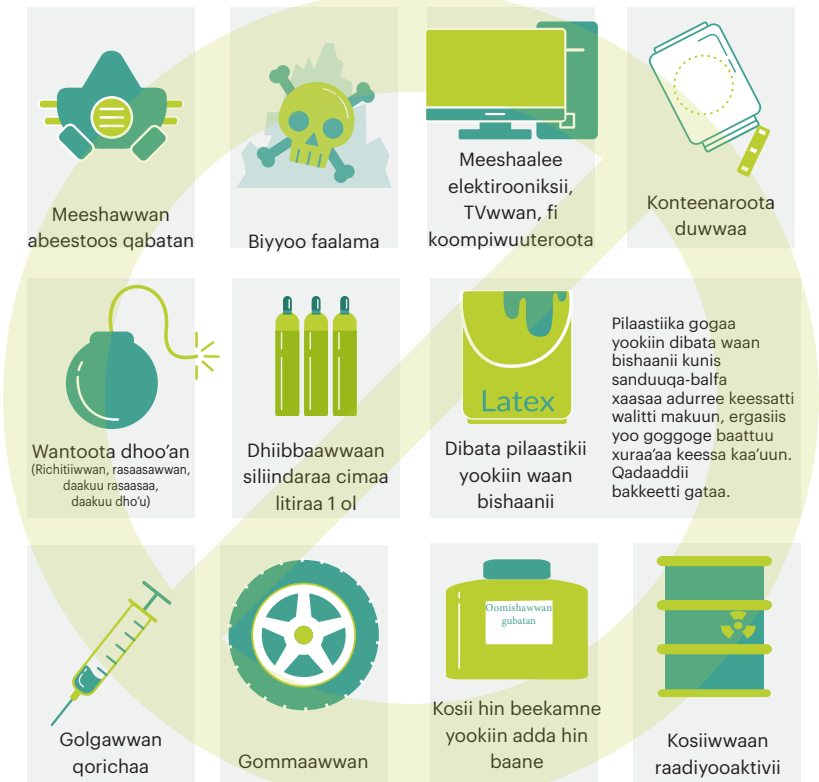 Meeshawwan
abeestoos qabatan
Biyyoo faalama
Meeshaalee
elektirooniksii,
TVwwan, fi
koompiwuuteroota
Konteenaroota
duwwaa
Wantoota dhoo’an
(Richitiiwwan, rasaasawwan,
daakuu rasaasaa,
daakuu dho’u)
Dhiibbaawwaan
siliindaraa cimaa
litiraa 1 ol
Latex
Dibata pilaastikii
yookiin waan
bishaanii
Pilaastiika gogaa
yookiin dibata waan
bishaanii kunis
sanduuqa-balfa
xaasaa adurree keessatti
walitti makuun, ergasiis
yoo goggoge baattuu
xuraa’aa keessa kaa’uun.
Qadaaddii
bakkeetti gataa.
Golgawwan
qorichaa
Gommaawwan
Oomishawwan
gubatan
Kosii hin beekamne
yookiin adda hin
baane
Kosiiwwaan
raadiyooaktivii